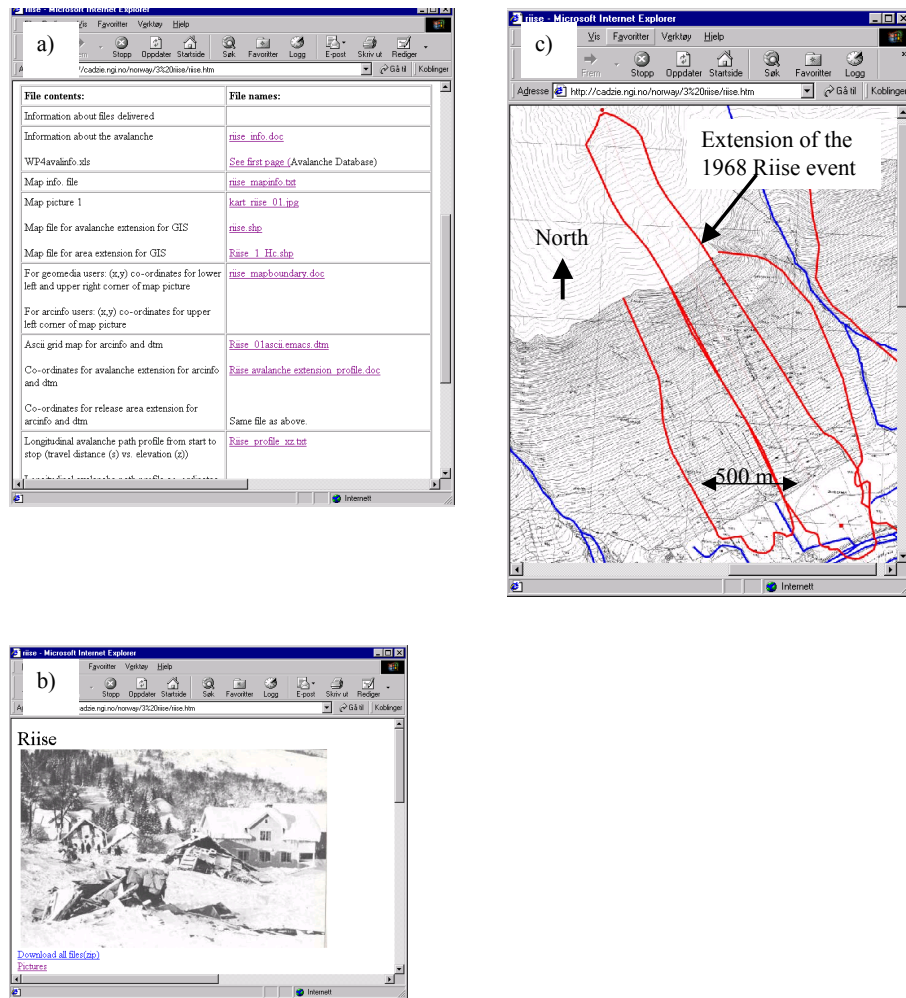 riise - Microsoft Internet Explorer
a)
Vis Favoritter Verktøy Hjelp
Stopp Oppdater Startside Søk Favoritter Logg E-post Skriv ut Rediger
//cadzie.ngi.no/norway/3%20riise/riise.htm Gå til Koblinger
File contents: File names:
Information about files delivered
Information about the avalanche riise_info.doc
WP4avalinfo.xls See first page (Avalanche Database)
Map info. file riise_mapinfo.txt
Map picture 1 kart_riise_01.jpg
Map file for avalanche extension for GIS riise.shp
Map file for area extension for GIS Riise_1_Hc.shp
For geomedia users: (x,y) co-ordinates for lower riise_mapboundary.doc
left and upper right corner of map picture
For arcinfo users: (x,y) co-ordinates for upper
left corner of map picture
Ascii grid map for arcinfo and dtm Riise_01ascii.emacs.dtm
Co-ordinates for avalanche extension for arcinfo Riise avalanche extension_profile.doc
and dtm
Co-ordinates for release area extension for
arcinfo and dtm Same file as above.
Longitudinal avalanche path profile from start to Riise_profile_xz.txt
stop (travel distance (s) vs. elevation (z))
Internett
riise - Microsoft Internet Explorer
c)
Vis Favoritter Verktøy Hjelp
Frem Stopp Oppdater Startside Søk Favoritter Logg
Adresse http://cadzie.ngi.no/norway/3%20riise/riise.htm Gå til Koblinger
Extension of the
1968 Riise event
North
500 m
Internett
riise - Microsoft Internet Explorer
b)
Favoritter Verktøy Hjelp
Stopp Oppdater Startside Søk Favoritter Logg E-post Skriv ut Rediger
adzie.ngi.no/norway/3%20riise/riise.htm Gå til Koblinger
Riise
Download all files(zip)
Pictures
Internett